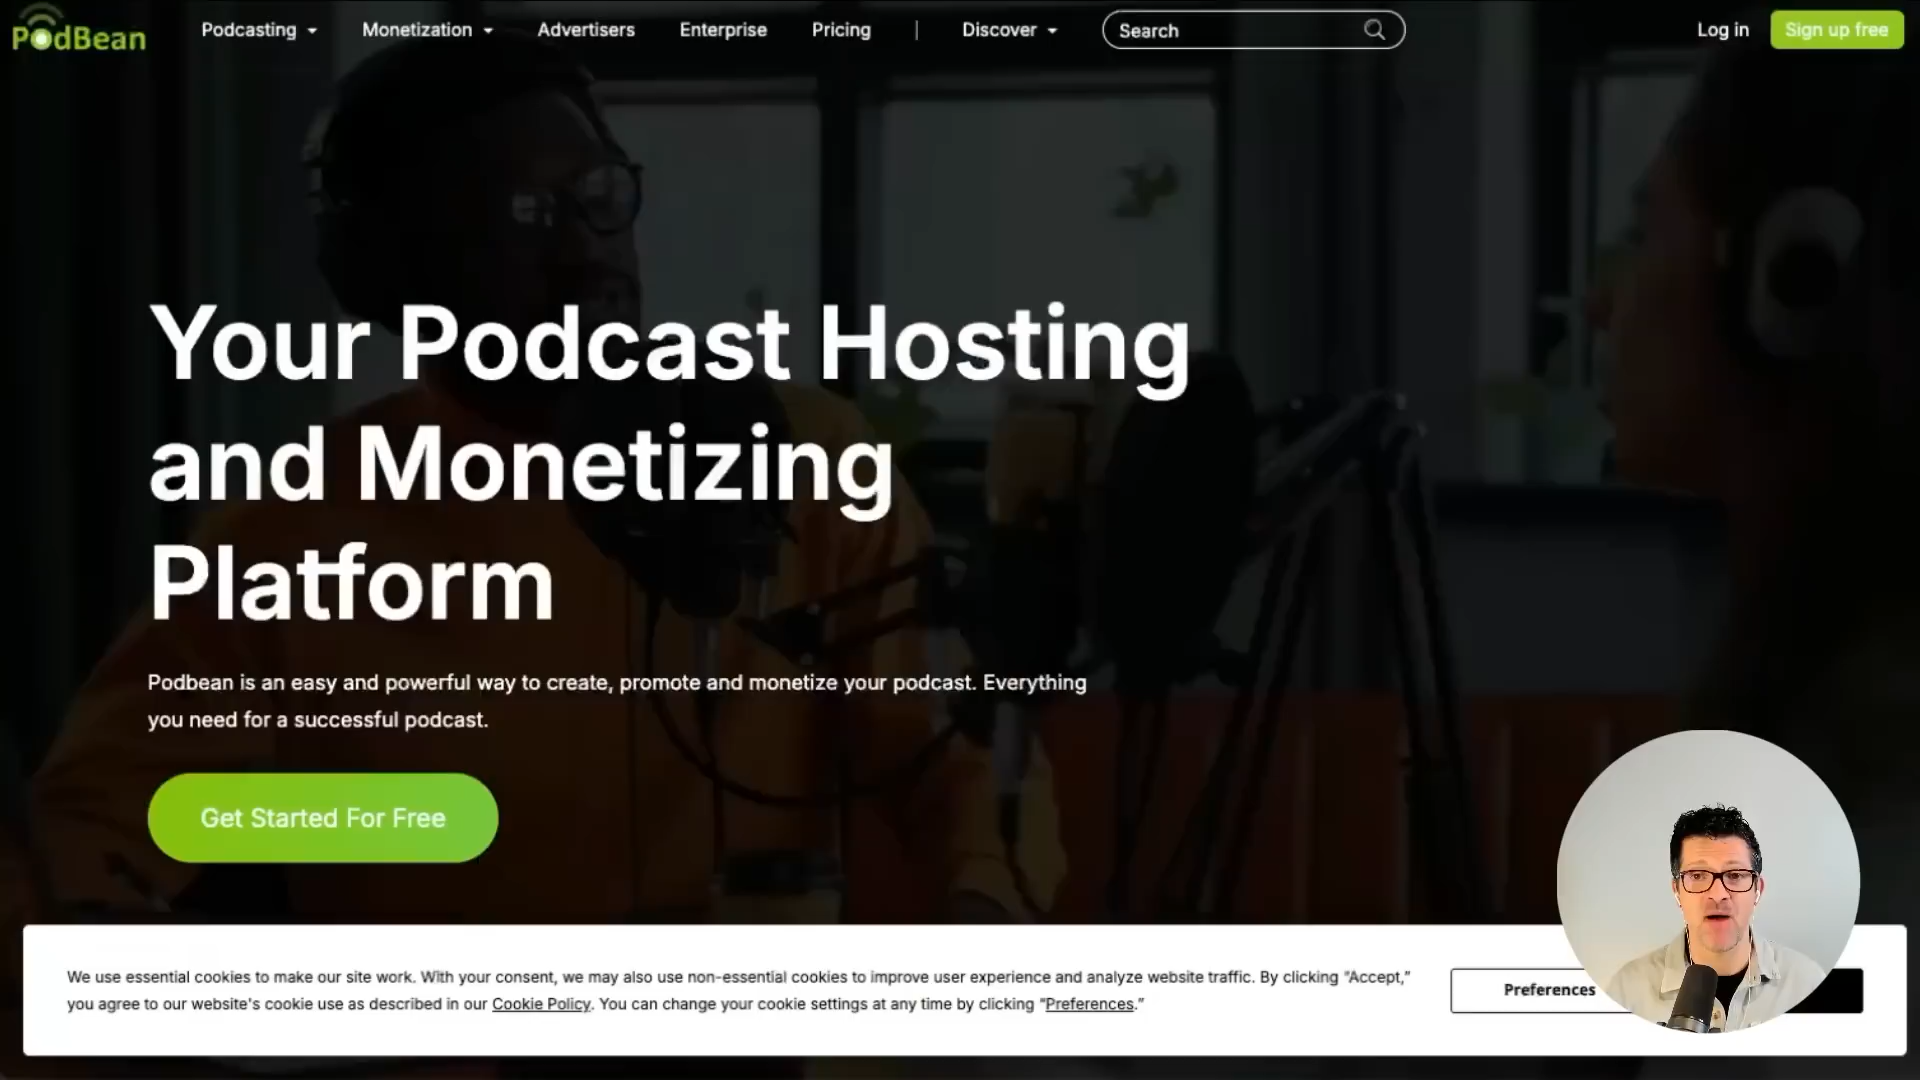 PodBean
Podcasting
Monetization
Advertisers
Enterprise
Pricing
|
Discover
Search
Log in
Sign up free
Your Podcast Hosting
and Monetizing
Platform
Podbean is an easy and powerful way to create, promote and monetize your podcast. Everything
you need for a successful podcast.
Get Started For Free
We use essential cookies to make our site work. With your consent, we may also use non-essential cookies to improve user experience and analyze website traffic. By clicking “Accept,”
you agree to our website's cookie use as described in our Cookie Policy. You can change your cookie settings at any time by clicking “Preferences.”
Preferences